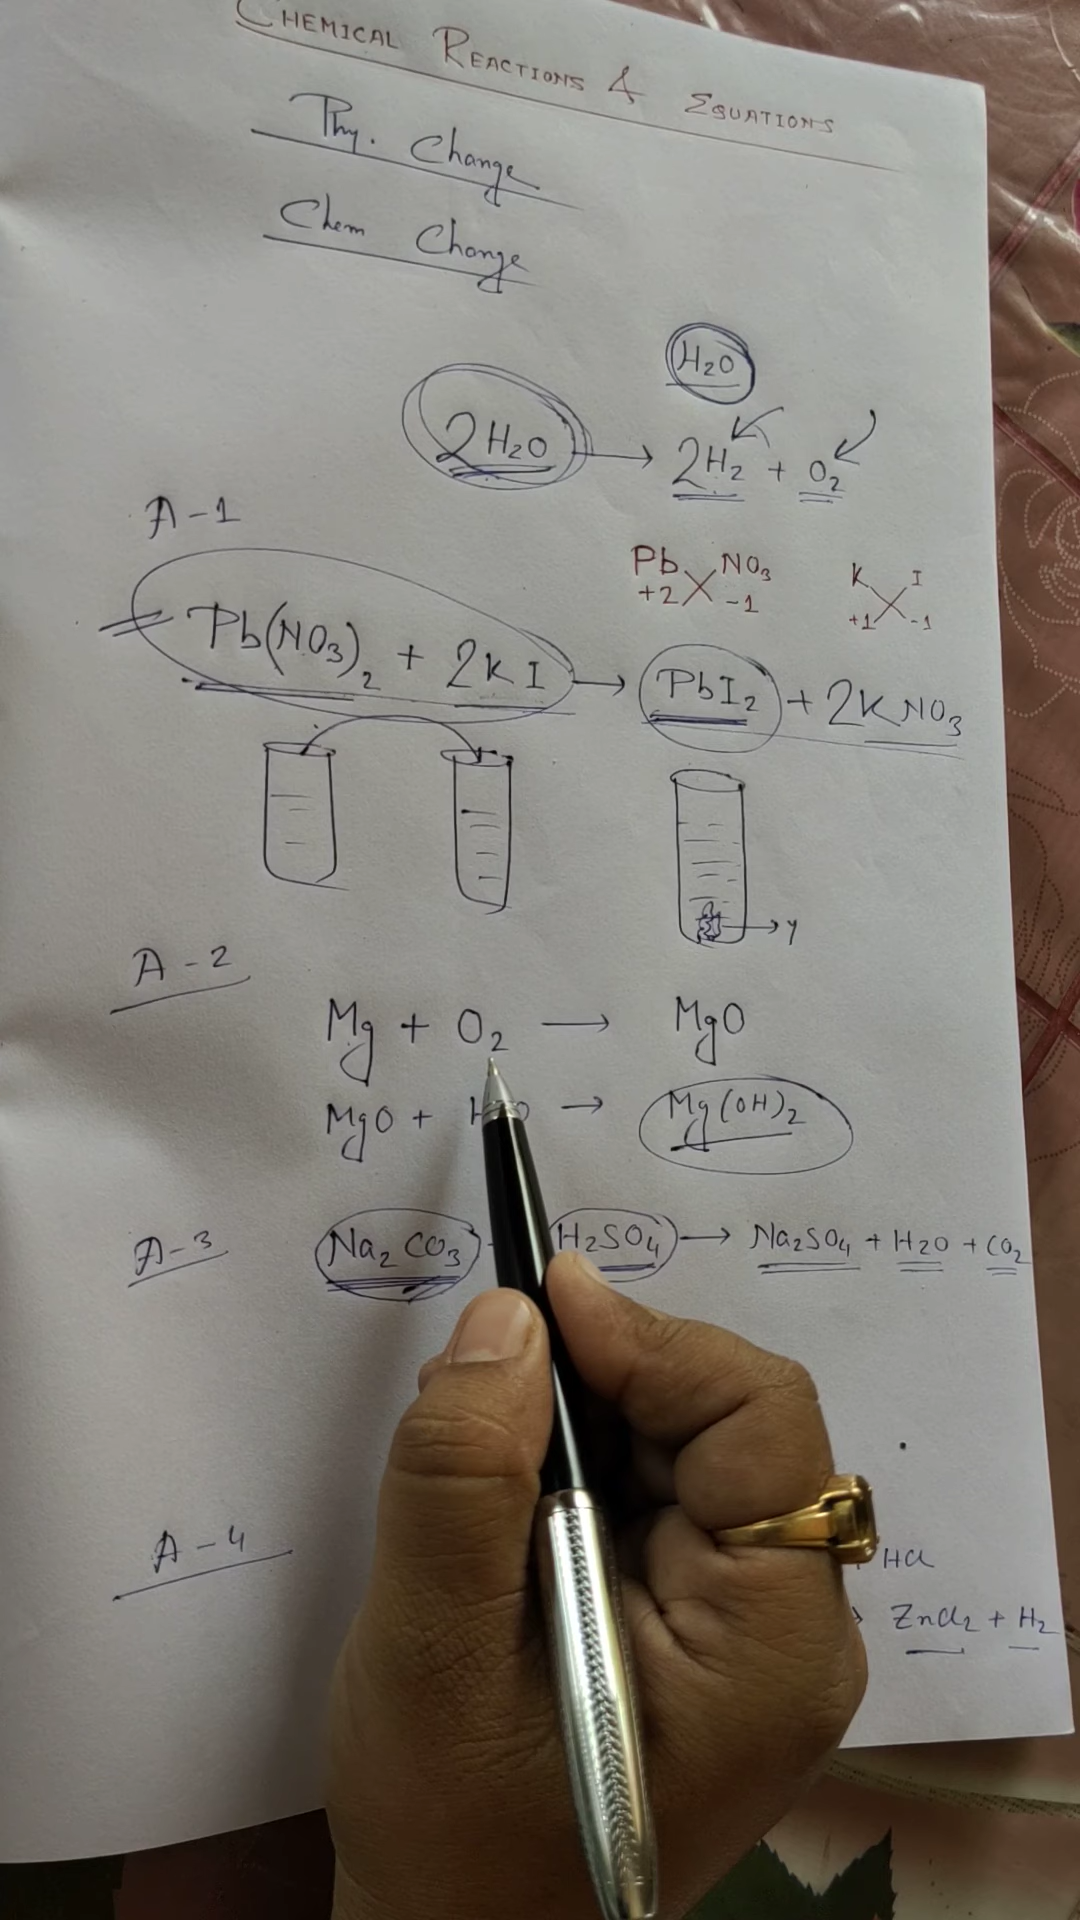 CHEMICAL REACTIONS & EQUATIONS
Phy. Change
Chem Change
H₂O
2H₂O → 2H₂ + O₂
A-1
Pb NO₃ K I
+2 -1 +1 -1
Pb(NO₃)₂ + 2KI → PbI₂ + 2KNO₃
→ y
A-2
Mg + O₂ → MgO
MgO + H O → Mg(OH)₂
A-3 Na₂CO₃ H₂SO₄ → Na₂SO₄ + H₂O + CO₂
A-4
HCl
ZnCl₂ + H₂